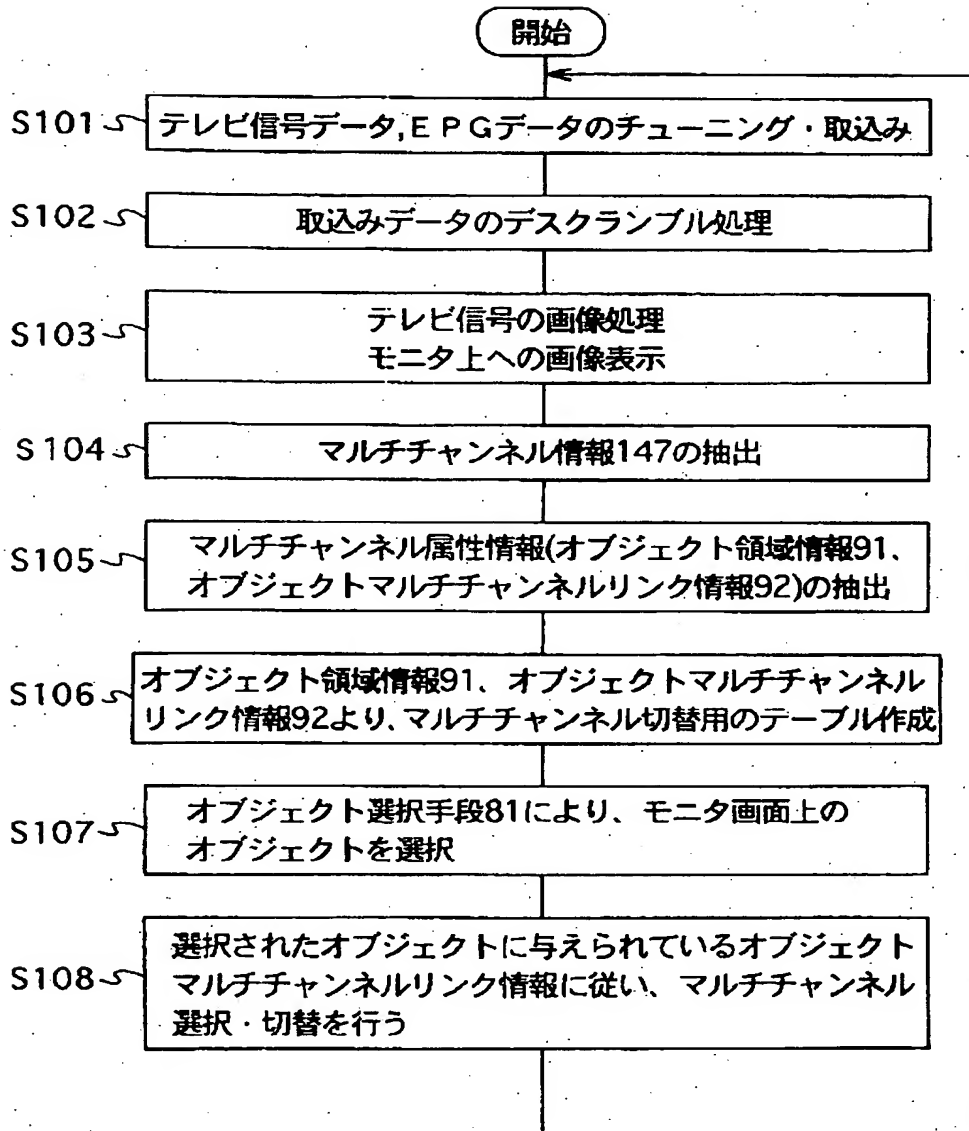 開始
S101 テレビ信号データ,EPGデータのチューニング・取込み
S102 取込みデータのデスクランブル処理
S103 テレビ信号の画像処理
モニタ上への画像表示
S104 マルチチャンネル情報147の抽出
S105 マルチチャンネル属性情報(オブジェクト領域情報91、
オブジェクトマルチチャンネルリンク情報92)の抽出
S106 オブジェクト領域情報91、オブジェクトマルチチャンネル
リンク情報92より、マルチチャンネル切替用のテーブル作成
S107 オブジェクト選択手段81により、モニタ画面上の
オブジェクトを選択
S108 選択されたオブジェクトに与えられているオブジェクト
マルチチャンネルリンク情報に従い、マルチチャンネル
選択・切替を行う